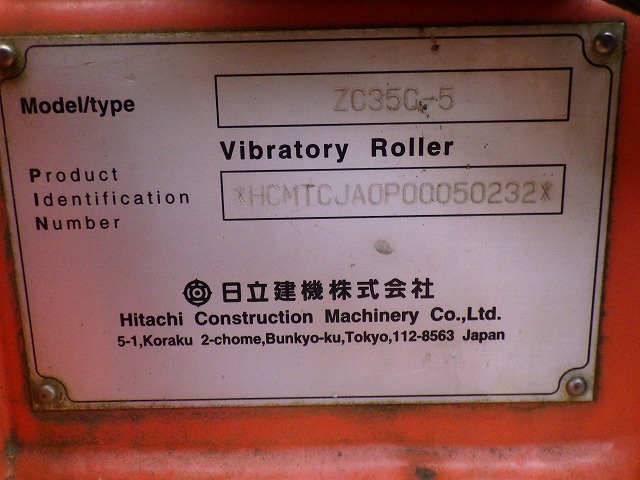 Model/type ZC35C-5
Vibratory Roller
Product
Identification
Number
*HCMTCJA0P00050232*
日立建機株式会社
Hitachi Construction Machinery Co.,Ltd.
5-1,Koraku 2-chome,Bunkyo-ku,Tokyo,112-8563 Japan